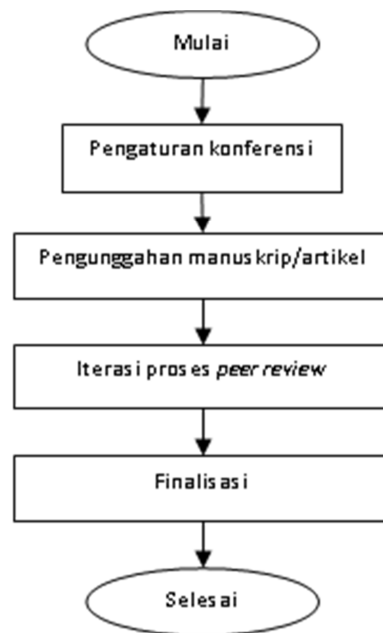 Mulai
Pengaturan konferensi
Pengunggahan manuskrip/artikel
Iterasi proses peer review
Finalisasi
Selesai